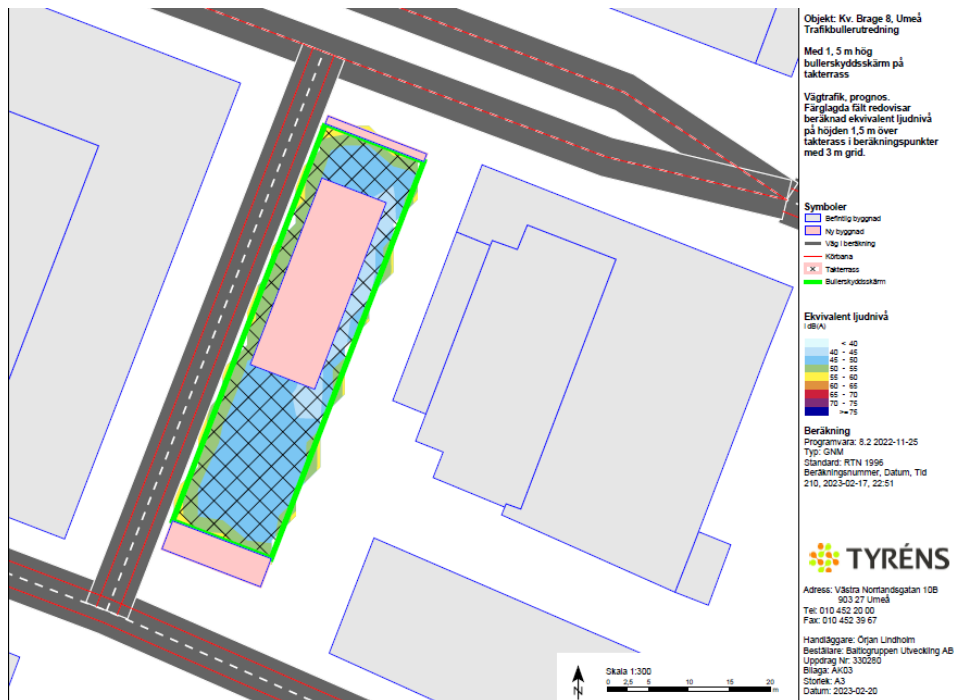 Objekt: Kv. Brage 8, Umeå
Trafikbullerutredning
Med 1, 5 m hög
bullerskyddsskärm på
takterrass
Vägtrafik, prognos.
Färglagda fält redovisar
beräknad ekvivalent ljudnivå
på höjden 1,5 m över
takterass i beräkningspunkter
med 3 m grid.
Symboler
Befintlig byggnad
Ny byggnad
Väg i beräkning
Körbana
Takterrass
Bullerskyddsskärm
Ekvivalent ljudnivå
i dB(A)
< 40
40 - 45
45 - 50
50 - 55
55 - 60
60 - 65
65 - 70
70 - 75
>= 75
Beräkning
Programvara: 8.2 2022-11-25
Typ: GNM
Standard: RTN 1996
Beräkningsnummer, Datum, Tid
210, 2023-02-17, 22:51
TYRÉNS
Adress: Västra Norrlandsgatan 10B
903 27 Umeå
Tel: 010 452 20 00
Fax: 010 452 39 67
Handläggare: Örjan Lindholm
Beställare: Balticgruppen Utveckling AB
Uppdrag Nr: 330280
Bilaga: AK03
Storlek: A3
Datum: 2023-02-20
N
Skala 1:300
0 2,5 5 10 15 20
m